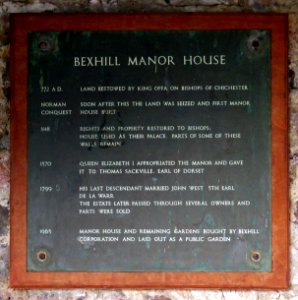 BEXHILL MANOR HOUSE
772 A.D. LAND BESTOWED BY KING OFFA ON BISHOPS OF CHICHESTER
NORMAN CONQUEST SOON AFTER THIS THE LAND WAS SEIZED AND FIRST MANOR
HOUSE BUILT
1148 RIGHTS AND PROPERTY RESTORED TO BISHOPS.
HOUSE USED AS THEIR PALACE. PARTS OF SOME OF
WALLS REMAIN
1570 QUEEN ELIZABETH I APPROPRIATED THE MANOR AND GAVE
IT TO THOMAS SACKVILLE. EARL OF DORSET
1799 HIS LAST DESCENDANT MARRIED JOHN WEST 5TH EARL
DE LA WARR.
THE ESTATE LATER PASSED THROUGH SEVERAL OWNERS AND
PARTS WERE SOLD
MANOR HOUSE AND REMAINING GARDENS BOUGHT BY BEXHILL
CORPORATION AND LAID OUT AS A PUBLIC GARDEN